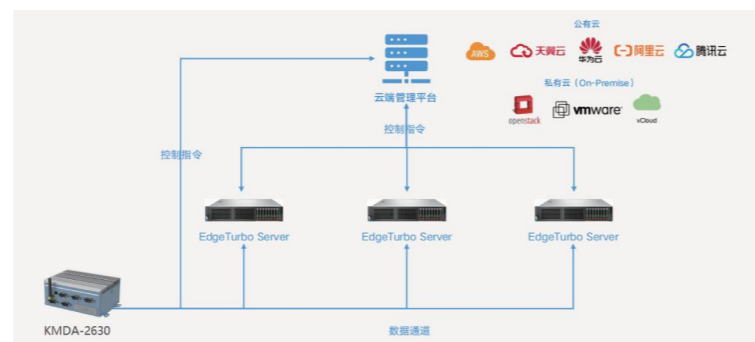 公有云
AWS
天翼云
华为云
阿里云
腾讯云
云端管理平台
私有云（On-Premise）
openstack
vmware
vCloud
控制指令
控制指令
EdgeTurbo Server
EdgeTurbo Server
EdgeTurbo Server
KMDA-2630
数据通道